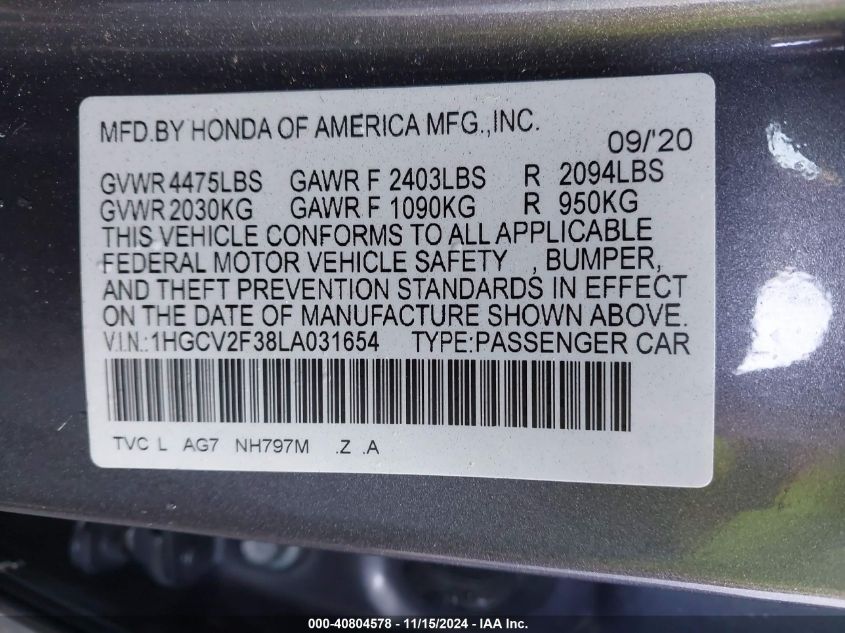 MFD.BY HONDA OF AMERICA MFG.,INC. 09/'20
GVWR 4475LBS GAWR F 2403LBS R 2094LBS
GVWR 2030KG GAWR F 1090KG R 950KG
THIS VEHICLE CONFORMS TO ALL APPLICABLE
FEDERAL MOTOR VEHICLE SAFETY , BUMPER,
AND THEFT PREVENTION STANDARDS IN EFFECT
ON THE DATE OF MANUFACTURE SHOWN ABOVE.
V.I.N.:1HGCV2F38LA031654 TYPE:PASSENGER CAR
TVC L AG7 NH797M .Z .A
000-40804578 - 11/15/2024 - IAA Inc.